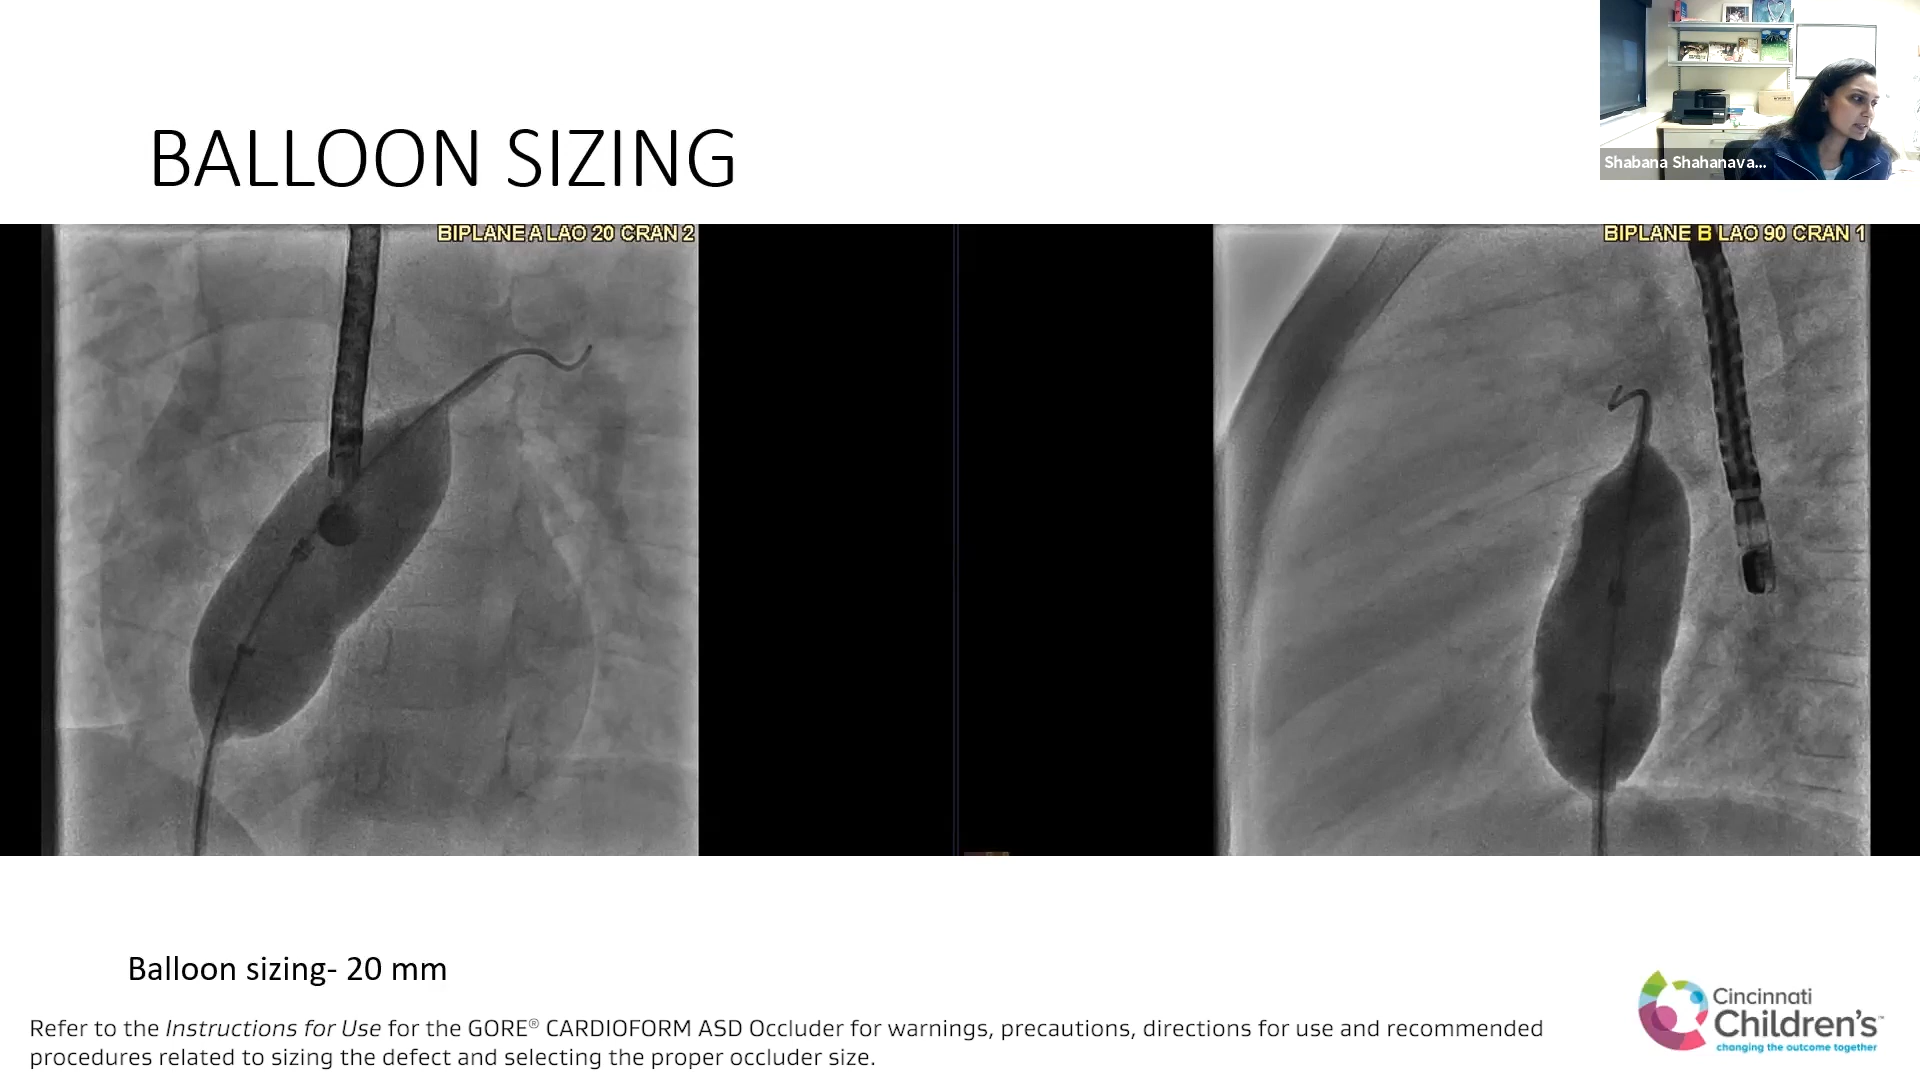 Shabana Shahanava...
BALLOON SIZING
BIPLANE A LAO 20 CRAN 2
BIPLANE B LAO 90 CRAN 1
Balloon sizing- 20 mm
Refer to the Instructions for Use for the GORE® CARDIOFORM ASD Occluder for warnings, precautions, directions for use and recommended
procedures related to sizing the defect and selecting the proper occluder size.
Cincinnati
Children's™
changing the outcome together